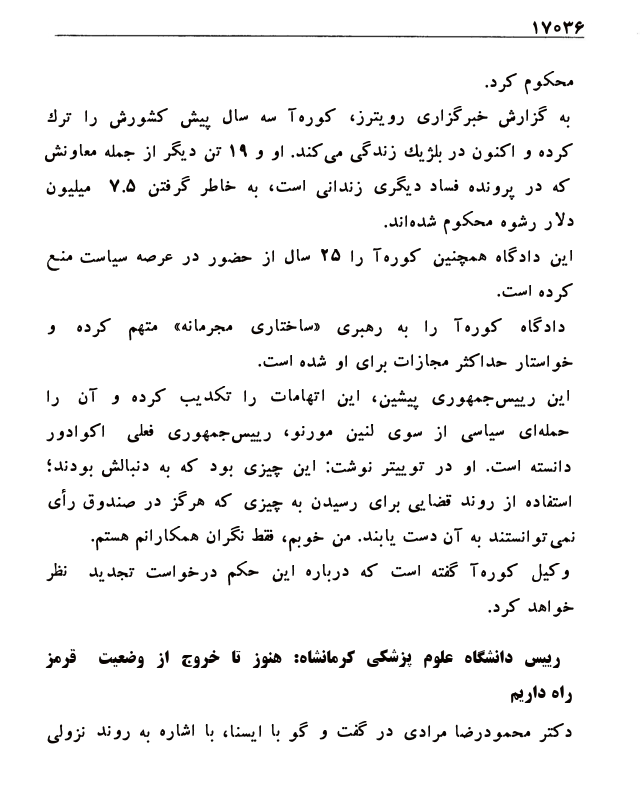 ۱۷۰۳۶
محکوم کرد.
به گزارش خبرگزاری رویترز، کوره‌آ سه سال پیش کشورش را ترك
کرده و اکنون در بلژیك زندگی می‌کند. او و ۱۹ تن دیگر از جمله معاونش
که در پرونده فساد دیگری زندانی است، به خاطر گرفتن ۷.۵ میلیون
دلار رشوه محکوم شده‌اند.
این دادگاه همچنین کوره‌آ را ۲۵ سال از حضور در عرصه سیاست منع
کرده است.
دادگاه کوره‌آ را به رهبری «ساختاری مجرمانه» متهم کرده و
خواستار حداکثر مجازات برای او شده است.
این رییس‌جمهوری پیشین، این اتهامات را تکذیب کرده و آن را
حمله‌ای سیاسی از سوی لنین مورنو، رییس‌جمهوری فعلی اکوادور
دانسته است. او در توییتر نوشت: این چیزی بود که به دنبالش بودند؛
استفاده از روند قضایی برای رسیدن به چیزی که هرگز در صندوق رأی
نمی‌توانستند به آن دست یابند. من خوبم، فقط نگران همکارانم هستم.
وکیل کوره‌آ گفته است که درباره این حکم درخواست تجدید نظر
خواهد کرد.
رییس دانشگاه علوم پزشکی کرمانشاه: هنوز تا خروج از وضعیت قرمز
راه داریم
دکتر محمودرضا مرادی در گفت و گو با ایسنا، با اشاره به روند نزولی